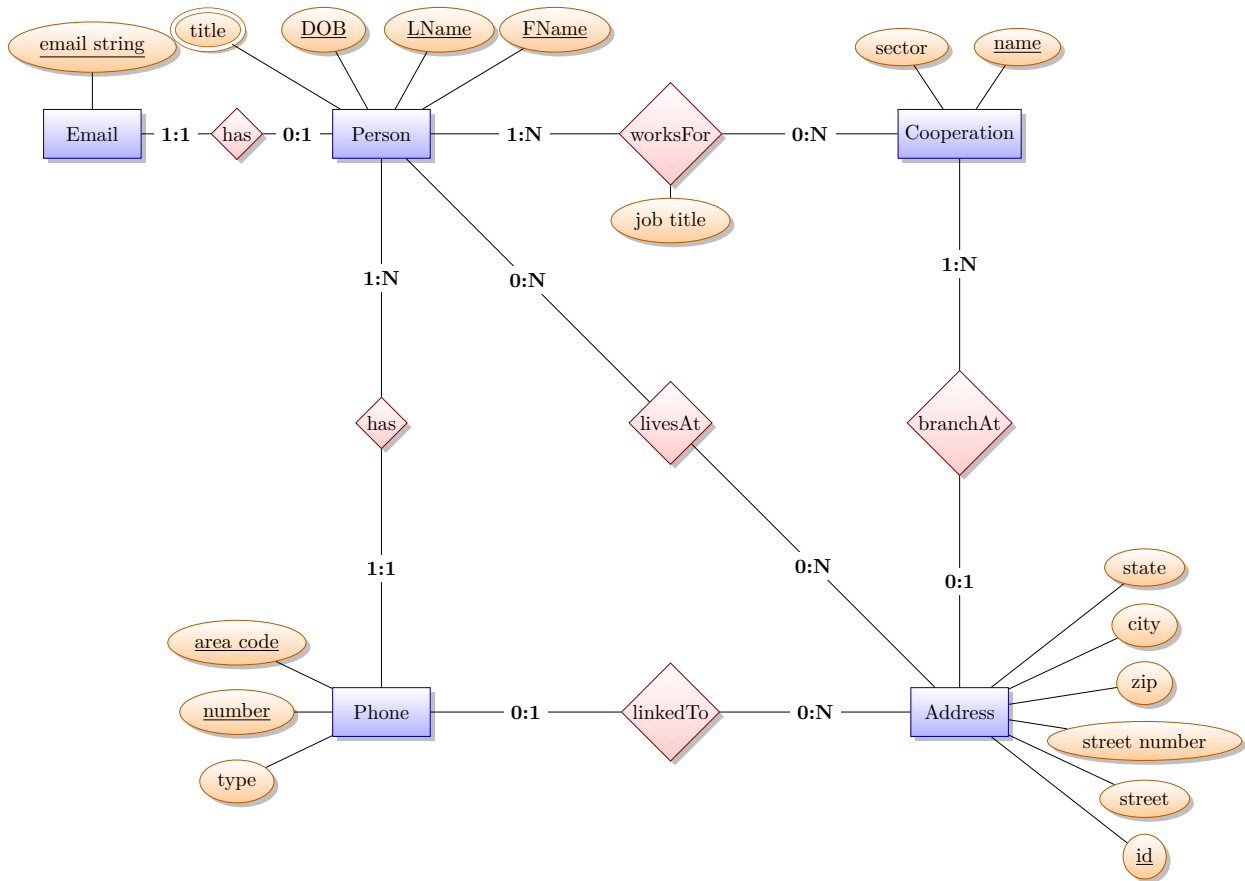 email string
title
DOB
LName
FName
sector
name
Email
1:1
has
0:1
Person
1:N
worksFor
0:N
Cooperation
job title
1:N
0:N
1:N
has
livesAt
branchAt
1:1
0:N
0:1
state
city
area code
zip
number
Phone
0:1
linkedTo
0:N
Address
street number
type
street
id